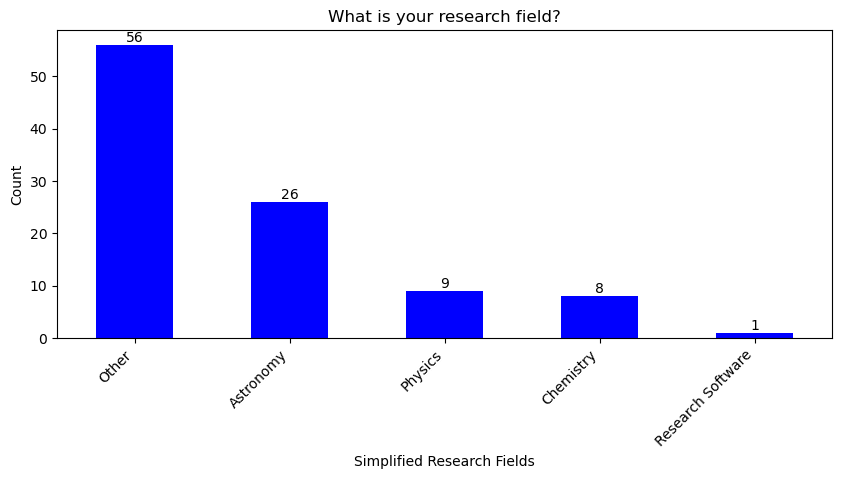 What is your research field?
56
26
9
8
1
50
40
30
20
10
0
Count
Other
Astronomy
Physics
Chemistry
Research Software
Simplified Research Fields